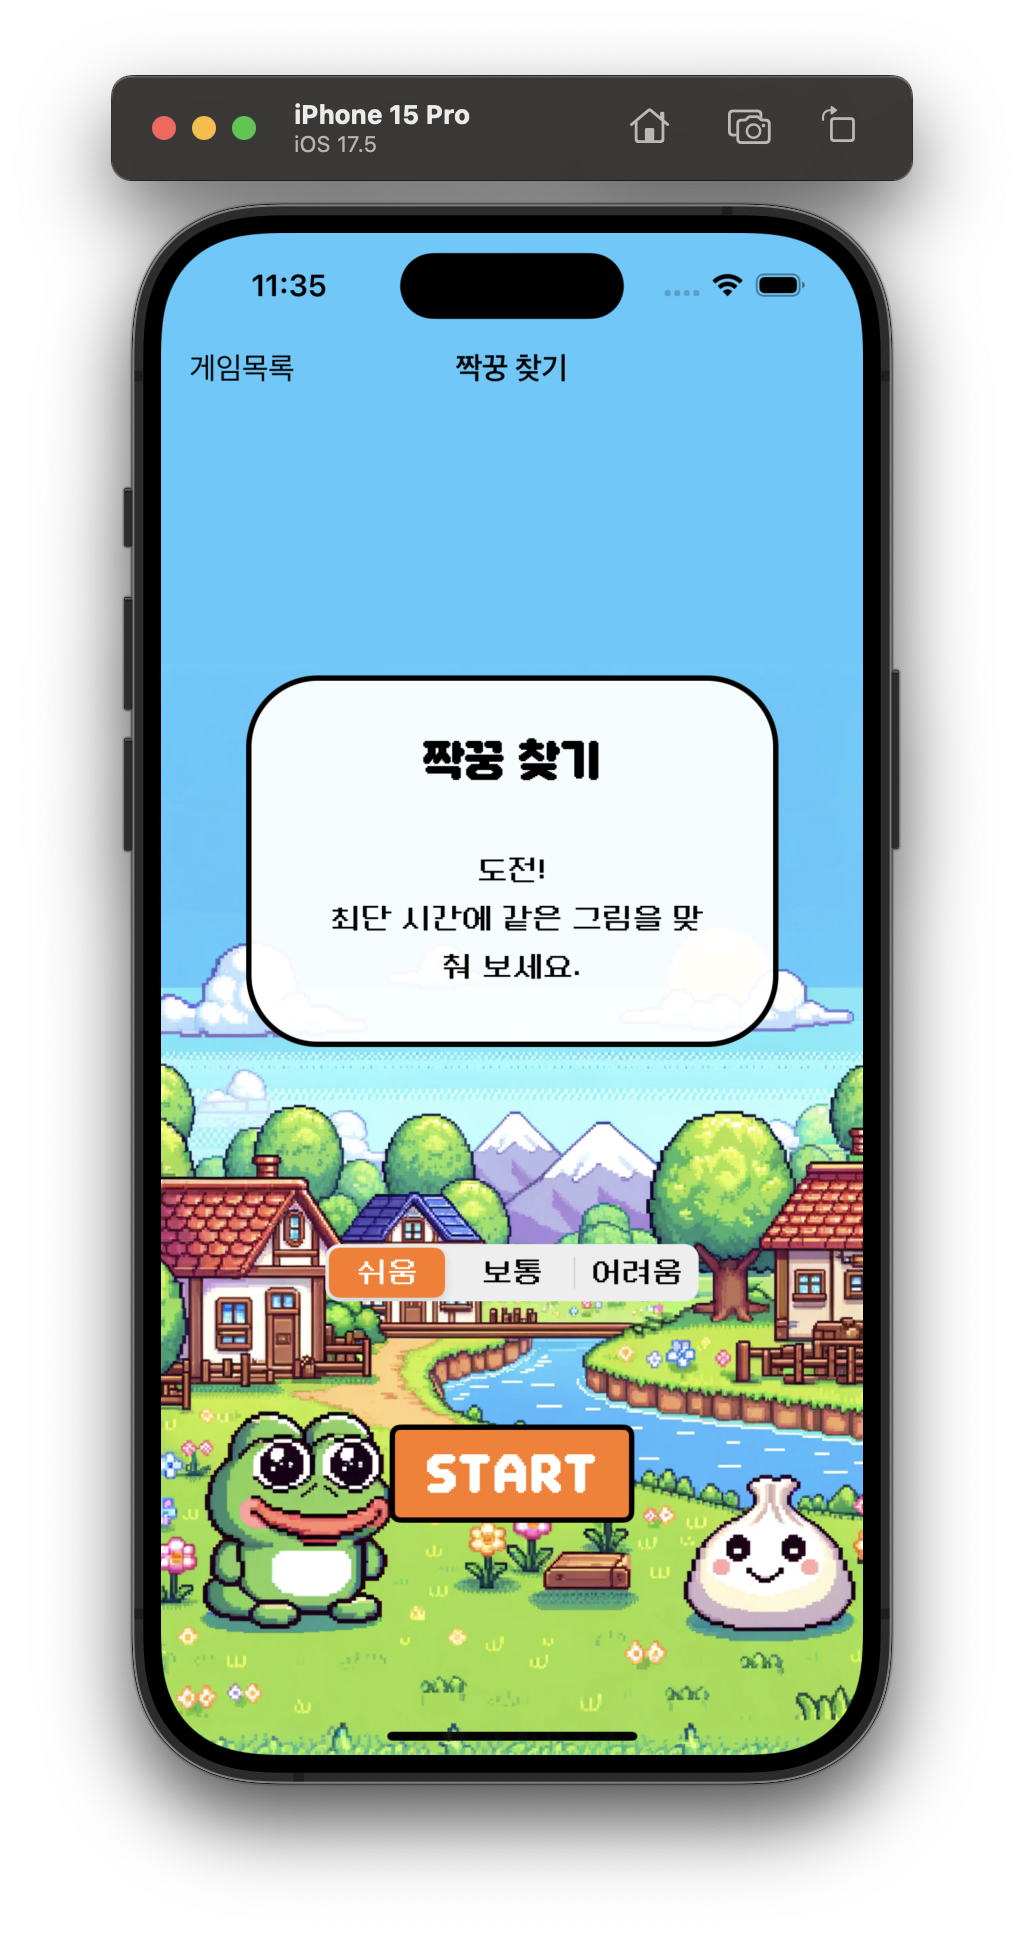 iPhone 15 Pro
iOS 17.5
11:35
게임목록
짝꿍 찾기
짝꿍 찾기
도전!
최단 시간에 같은 그림을 맞
춰 보세요.
쉬움 보통 어려움
START